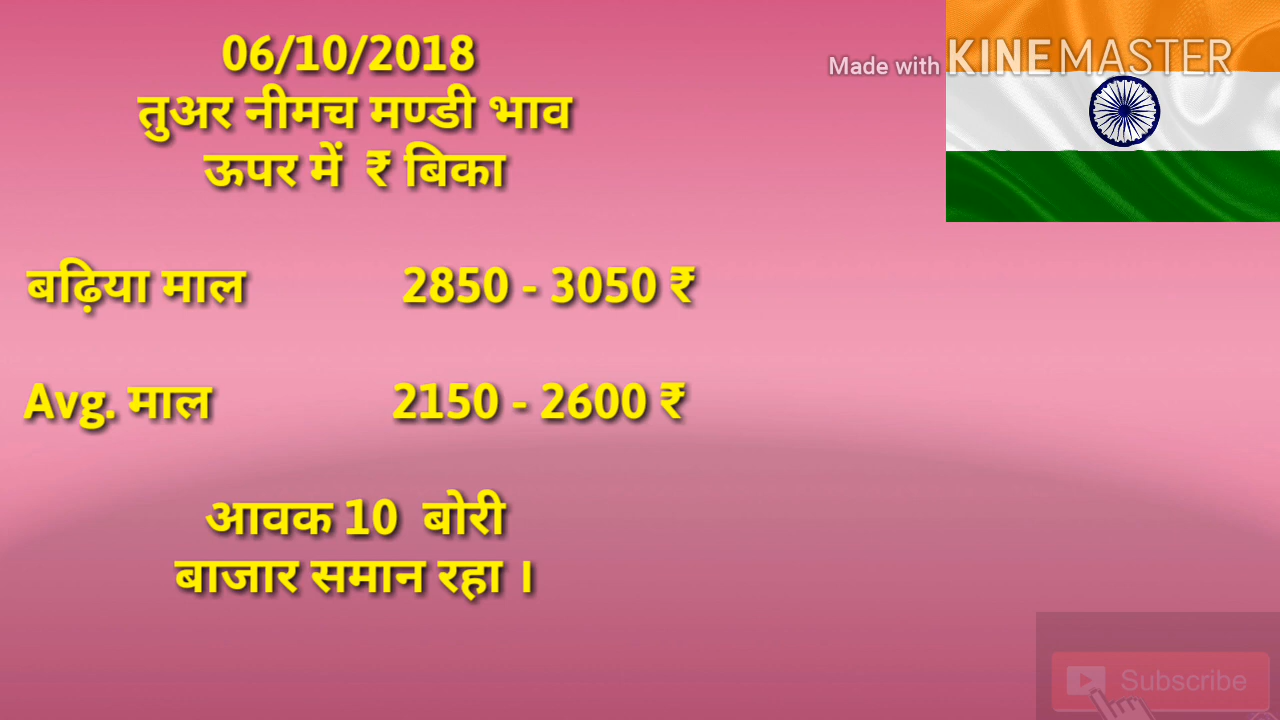 06/10/2018
तुअर नीमच मण्डी भाव
ऊपर में ₹ बिका
Made with KINEMASTER
बढ़िया माल 2850 - 3050 ₹
Avg. माल 2150 - 2600 ₹
आवक 10 बोरी
बाजार समान रहा ।
Subscribe